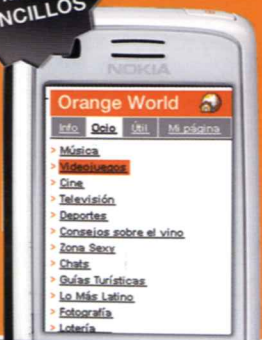 NCILLOS
NOKIA
Orange World
Info Ocio Útil Mi página
> Música
> Videojuegos
> Cine
> Televisión
> Deportes
> Consejos sobre el vino
> Zona Sexy
> Chats
> Guías Turísticas
> Lo Más Latino
> Fotografía
> Lotería